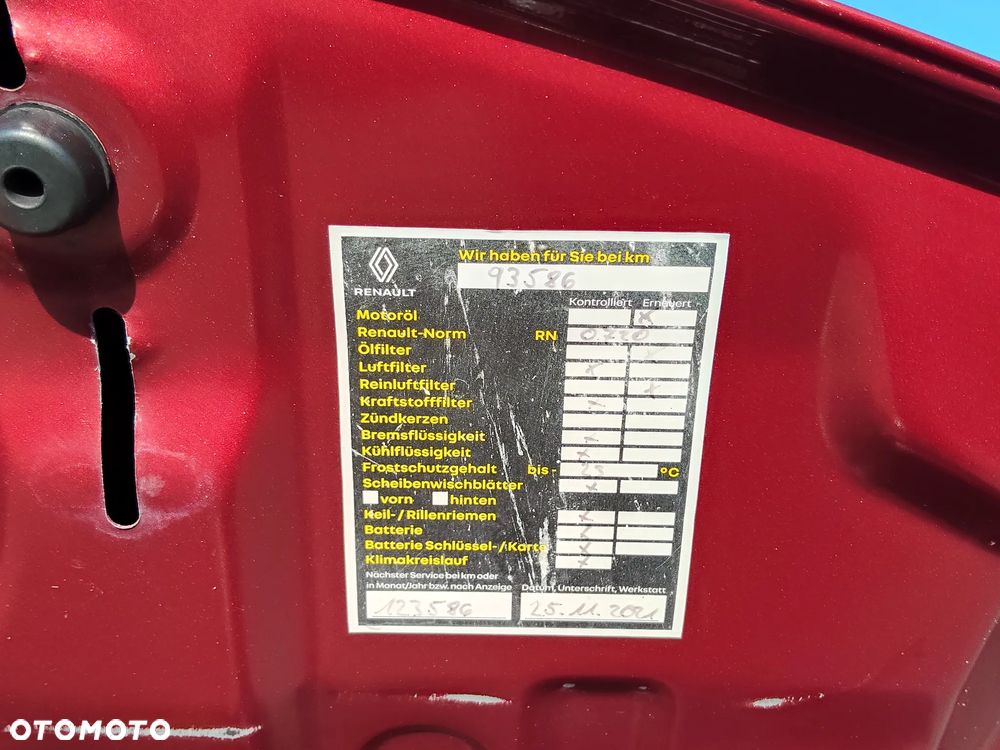 Wir haben für Sie bei km
93586
RENAULT
Kontrolliert Erneuert
Motoröl x
Renault-Norm RN 0720
Ölfilter
Luftfilter x
Reinluftfilter x
Kraftstofffilter
Zündkerzen
Bremsflüssigkeit
Kühlflüssigkeit x
Frostschutzgehalt bis - 25 °C
Scheibenwischblätter x
vorn hinten
Keil-/Rillenriemen x
Batterie x
Batterie Schlüssel-/Karte x
Klimakreislauf x
Nächster Service bei km oder
in Monat/Jahr bzw. nach Anzeige Datum, Unterschrift, Werkstatt
123586 25.11.2021
OTOMOTO